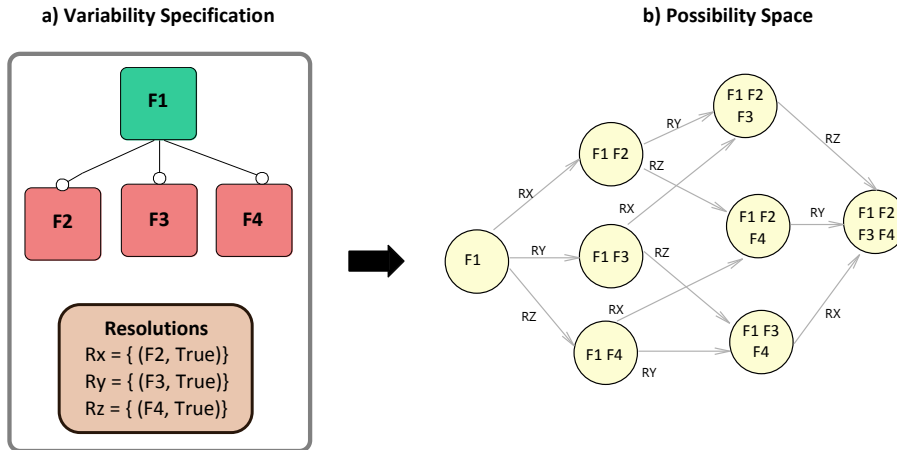 a) Variability Specification
F1
F2
F3
F4
Resolutions
Rx = { (F2, True)}
Ry = { (F3, True)}
Rz = { (F4, True)}
b) Possibility Space
F1
RX
RY
RZ
F1 F2
F1 F3
F1 F4
RY
RZ
RX
RZ
RX
RY
F1 F2
F3
F1 F2
F4
F1 F3
F4
RZ
RY
RX
F1 F2
F3 F4